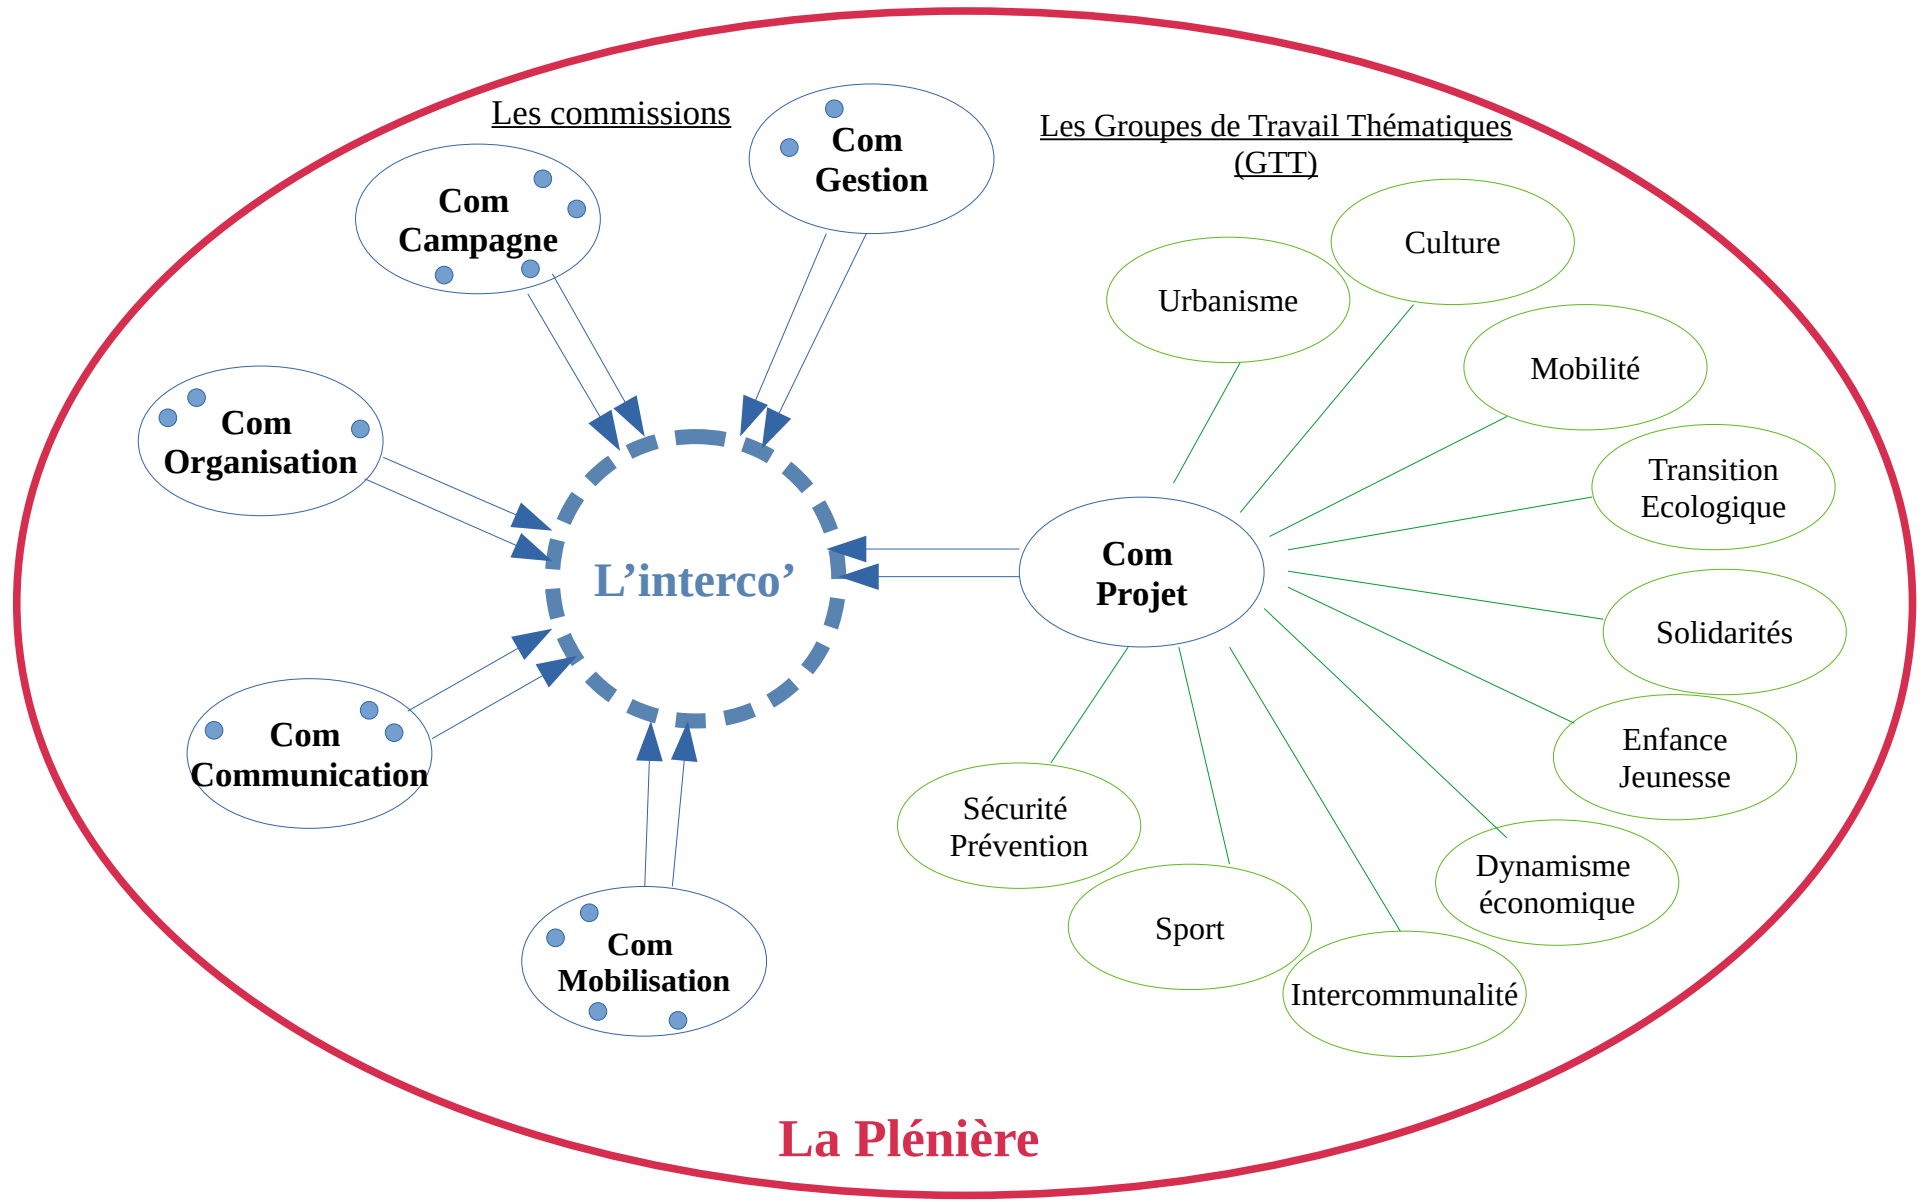 Les commissions
Com
Gestion
Les Groupes de Travail Thématiques
(GTT)
Com
Campagne
Culture
Urbanisme
Mobilité
Com
Organisation
Transition
Ecologique
L’interco’
Com
Projet
Solidarités
Com
Communication
Enfance
Jeunesse
Sécurité
Prévention
Dynamisme
économique
Sport
Com
Mobilisation
Intercommunalité
La Plénière